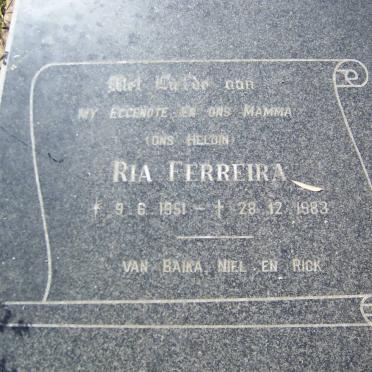 Met Liefde aan
MY EGGENOTE EN ONS MAMMA
(ONS HELDIN)
RIA FERREIRA
9. 6. 1951 – † 28. 12. 1983
VAN BAIKA, NIEL EN RICK